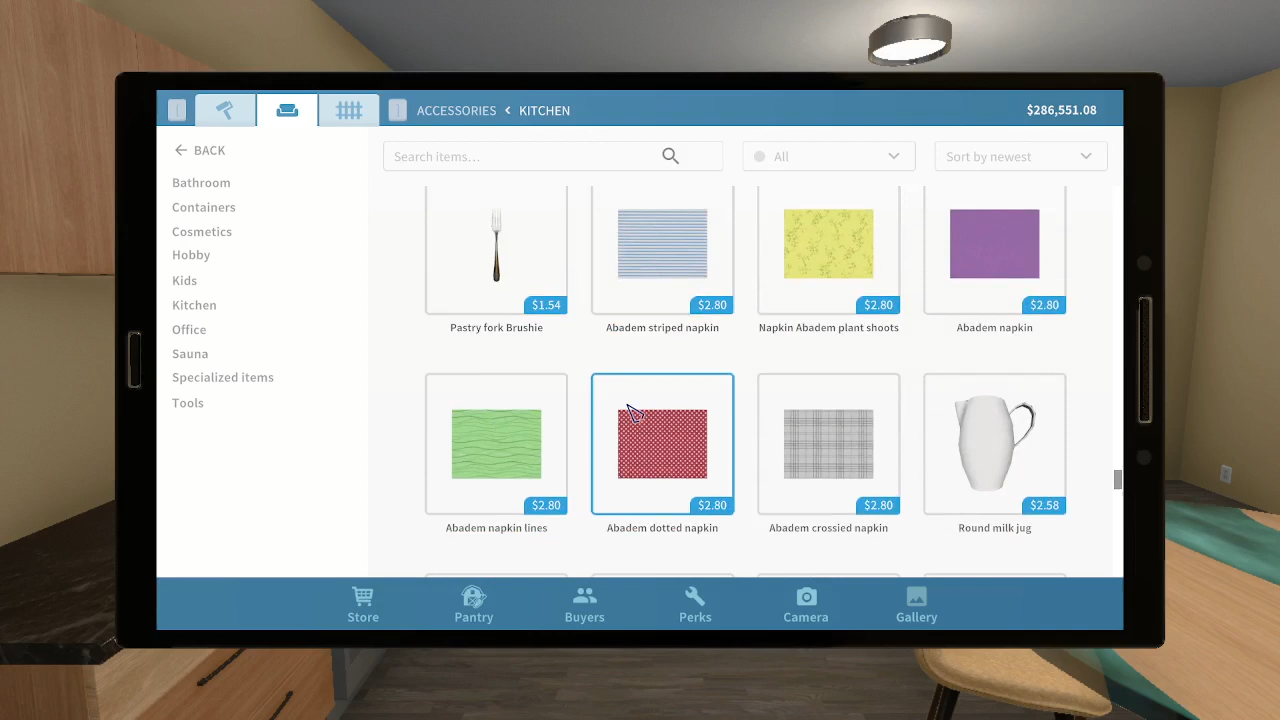 ACCESSORIES < KITCHEN
$286,551.08
BACK
Search items...
All
Sort by newest
Bathroom
Containers
Cosmetics
Hobby
Kids
Kitchen
Office
Sauna
Specialized items
Tools
$1.54
$2.80
$2.80
$2.80
Pastry fork Brushie
Abadem striped napkin
Napkin Abadem plant shoots
Abadem napkin
$2.80
$2.80
$2.80
$2.58
Abadem napkin lines
Abadem dotted napkin
Abadem crossied napkin
Round milk jug
Store
Pantry
Buyers
Perks
Camera
Gallery